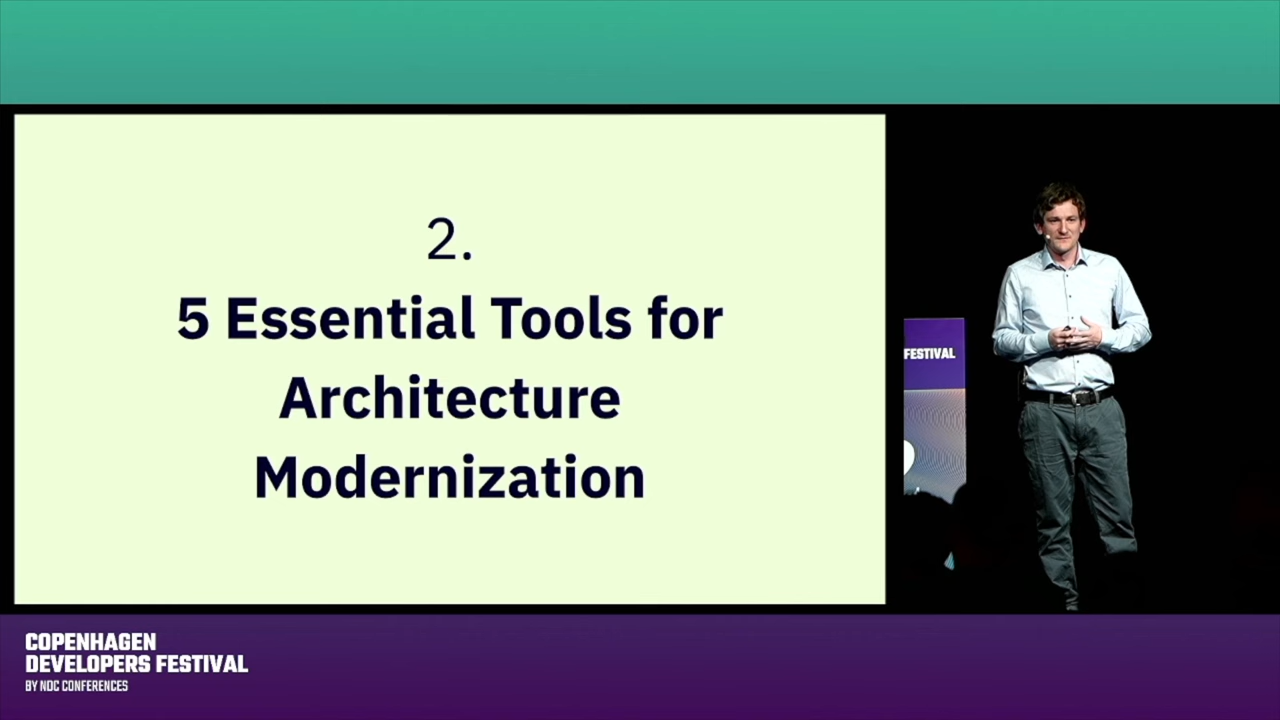 2.
5 Essential Tools for
Architecture
Modernization
FESTIVAL
COPENHAGEN
DEVELOPERS FESTIVAL
BY NDC CONFERENCES